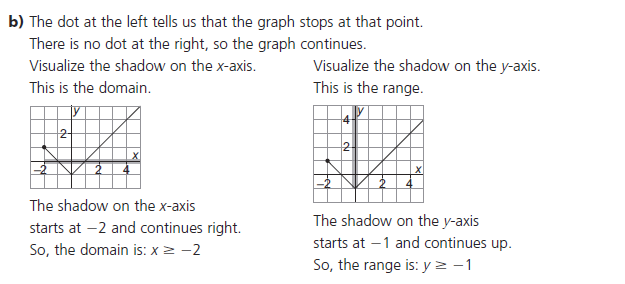 b) The dot at the left tells us that the graph stops at that point.
There is no dot at the right, so the graph continues.
Visualize the shadow on the x-axis.
This is the domain.
y
2
x
−2
2
4
The shadow on the x-axis
starts at −2 and continues right.
So, the domain is: x ≥ −2
Visualize the shadow on the y-axis.
This is the range.
y
4
2
x
−2
2
4
The shadow on the y-axis
starts at −1 and continues up.
So, the range is: y ≥ −1